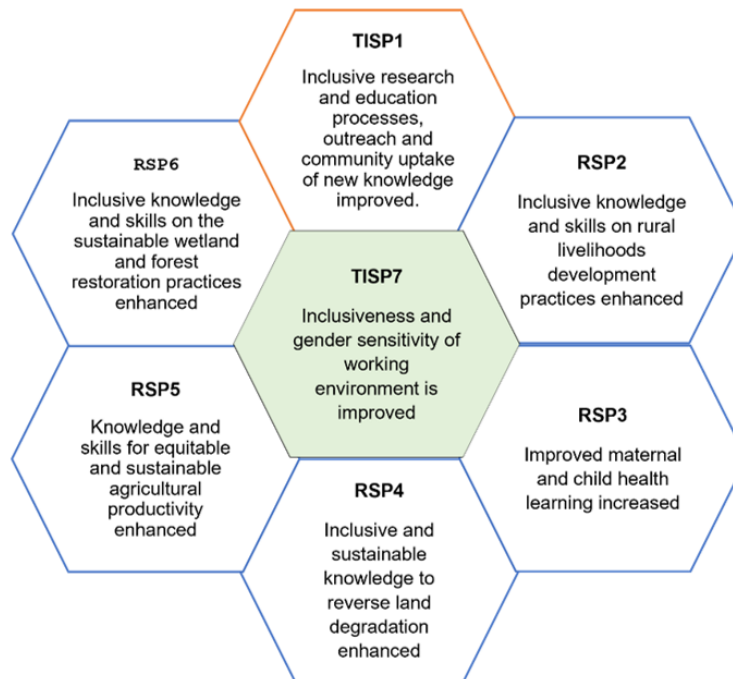 TISP1
Inclusive research
and education
processes,
outreach and
community uptake
of new knowledge
improved.
RSP2
Inclusive knowledge
and skills on rural
livelihoods
development
practices enhanced
RSP3
Improved maternal
and child health
learning increased
RSP4
Inclusive and
sustainable
knowledge to
reverse land
degradation
enhanced
RSP5
Knowledge and
skills for equitable
and sustainable
agricultural
productivity
enhanced
RSP6
Inclusive knowledge
and skills on the
sustainable wetland
and forest
restoration practices
enhanced
TISP7
Inclusiveness and
gender sensitivity of
working
environment is
improved